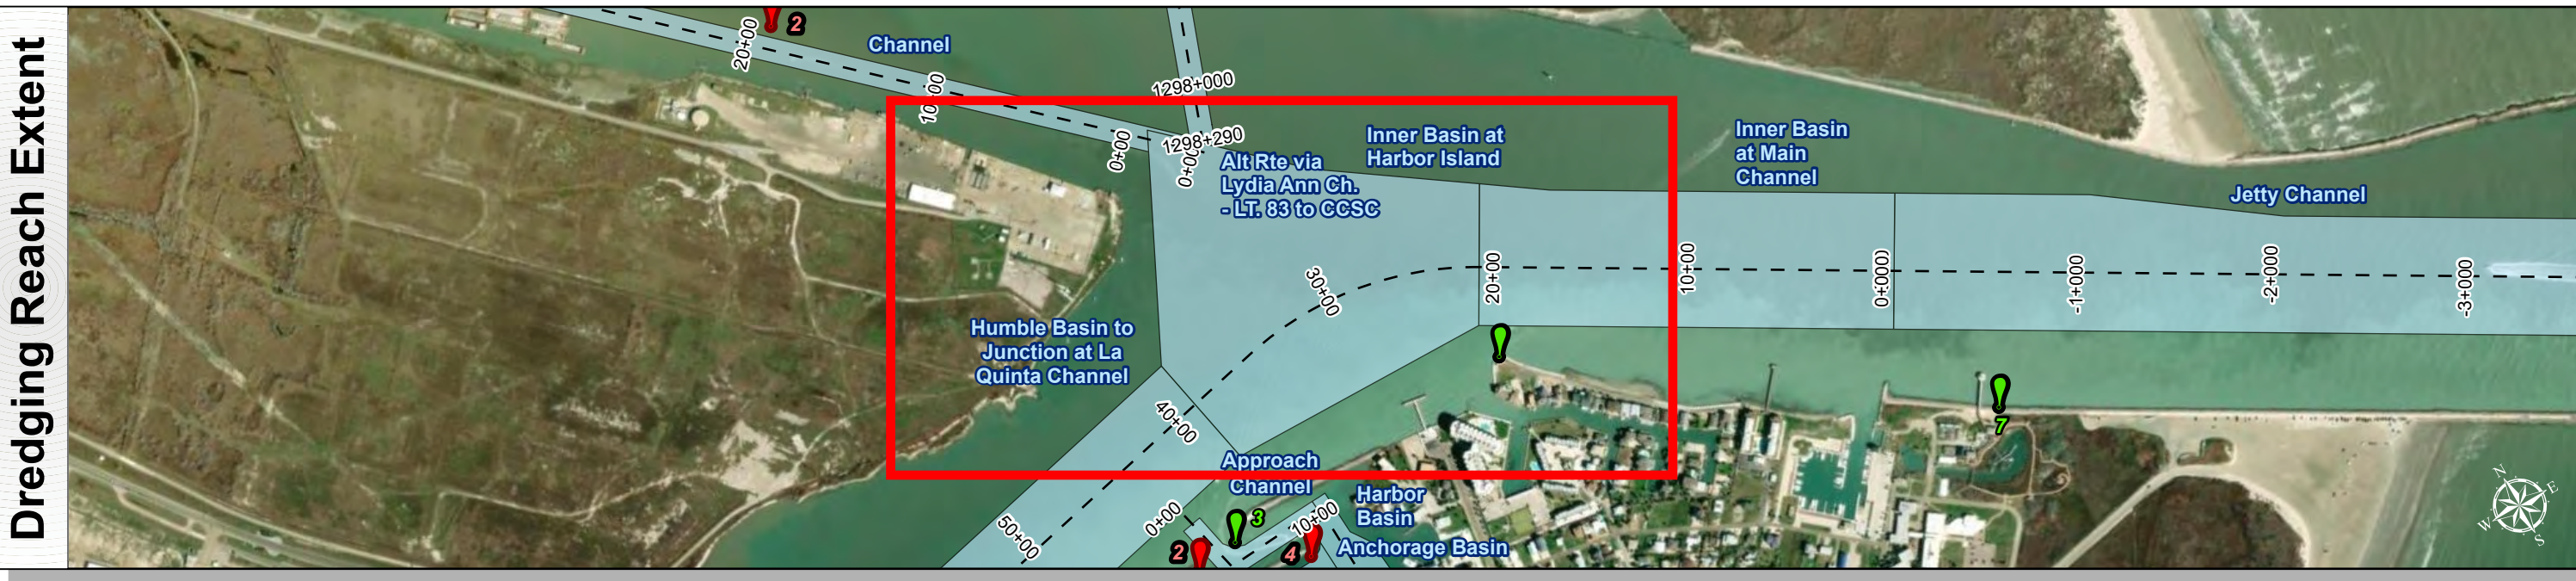 Dredging Reach Extent
2
20+00
Channel
10+00
1298+000
0+00
1298+290
0+00
Alt Rte via
Lydia Ann Ch.
- LT. 83 to CCSC
Inner Basin at
Harbor Island
Inner Basin
at Main
Channel
Jetty Channel
30+00
20+00
10+00
0+000)
-1+000
-2+000
-3+000
Humble Basin to
Junction at La
Quinta Channel
40+00
7
Approach
Channel
50+00
0+00
3
2
4
10+00
Harbor
Basin
Anchorage Basin
N
E
W
S